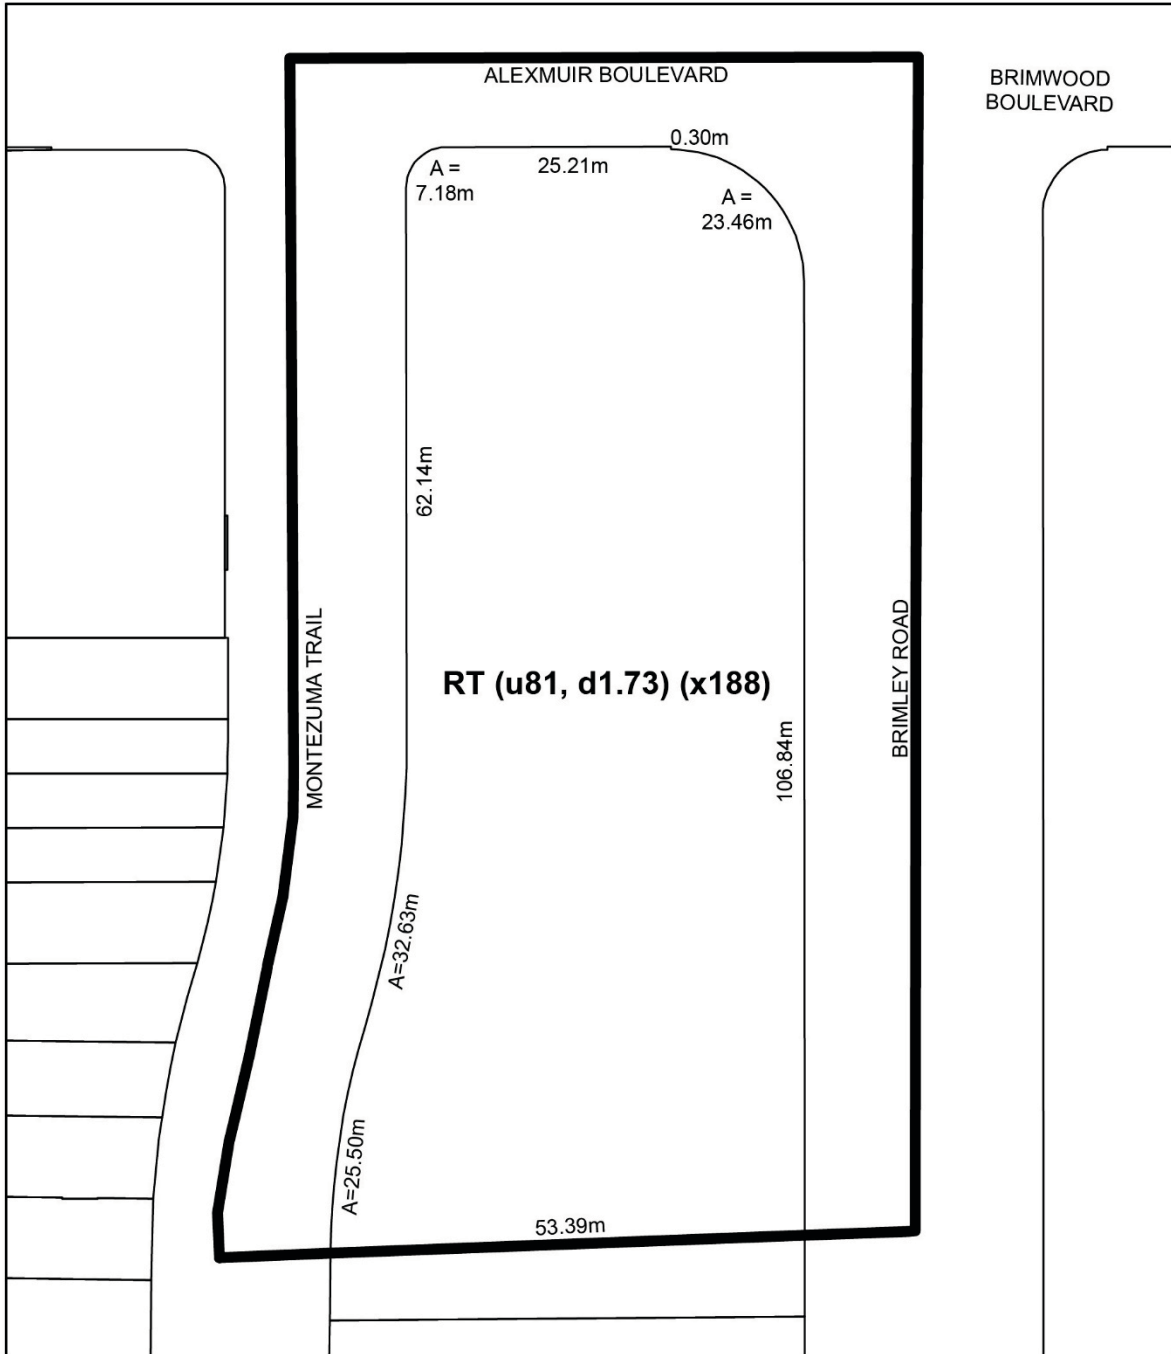 ALEXMUIR BOULEVARD
BRIMWOOD
BOULEVARD
0.30m
A =
7.18m
25.21m
A =
23.46m
62.14m
MONTEZUMA TRAIL
RT (u81, d1.73) (x188)
BRIMLEY ROAD
106.84m
A=32.63m
A=25.50m
53.39m